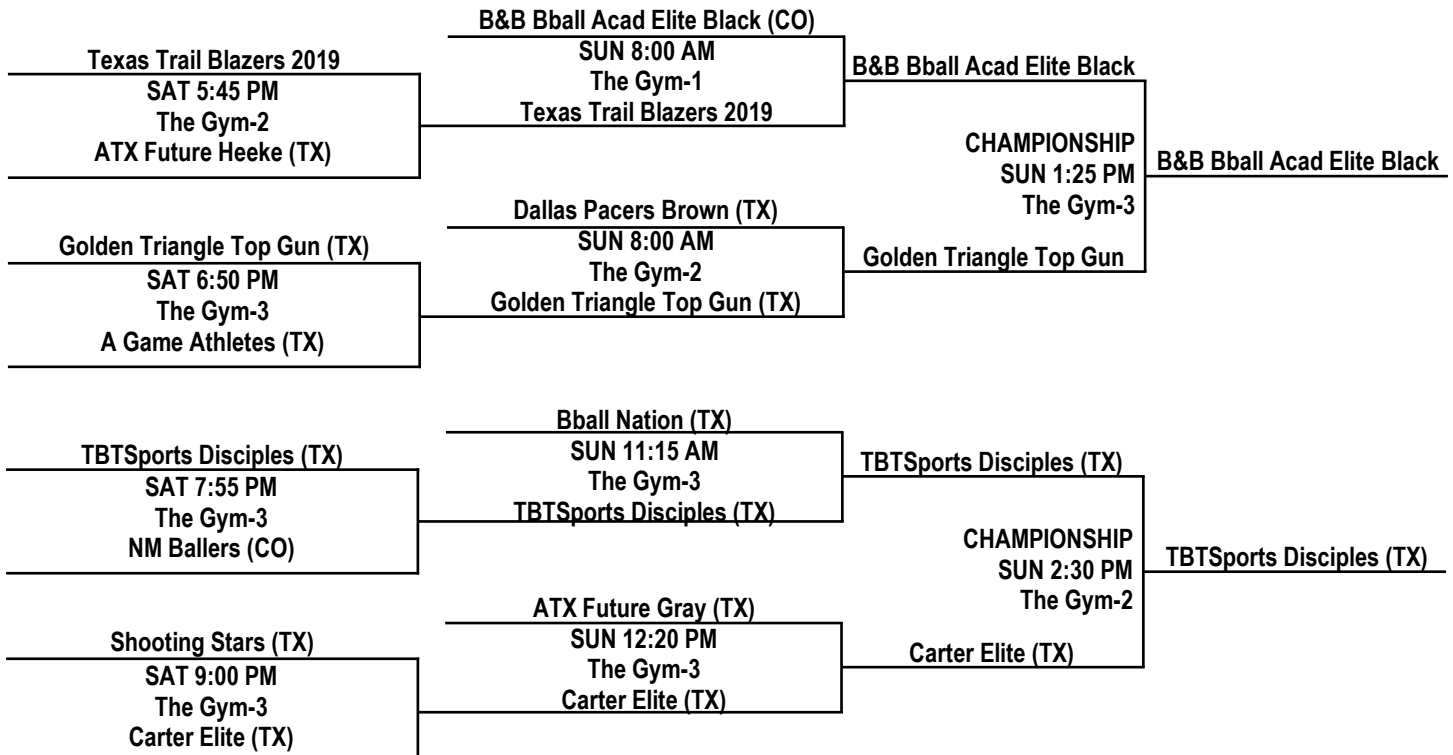 B&B Bball Acad Elite Black (CO)
Texas Trail Blazers 2019
SUN 8:00 AM
B&B Bball Acad Elite Black
SAT 5:45 PM
The Gym-1
The Gym-2
Texas Trail Blazers 2019
ATX Future Heeke (TX)
CHAMPIONSHIP
B&B Bball Acad Elite Black
SUN 1:25 PM
The Gym-3
Dallas Pacers Brown (TX)
Golden Triangle Top Gun (TX)
SUN 8:00 AM
Golden Triangle Top Gun
SAT 6:50 PM
The Gym-2
The Gym-3
Golden Triangle Top Gun (TX)
A Game Athletes (TX)
Bball Nation (TX)
TBTSports Disciples (TX)
SUN 11:15 AM
TBTSports Disciples (TX)
SAT 7:55 PM
The Gym-3
The Gym-3
TBTSports Disciples (TX)
NM Ballers (CO)
CHAMPIONSHIP
TBTSports Disciples (TX)
SUN 2:30 PM
The Gym-2
ATX Future Gray (TX)
Shooting Stars (TX)
SUN 12:20 PM
Carter Elite (TX)
SAT 9:00 PM
The Gym-3
The Gym-3
Carter Elite (TX)
Carter Elite (TX)